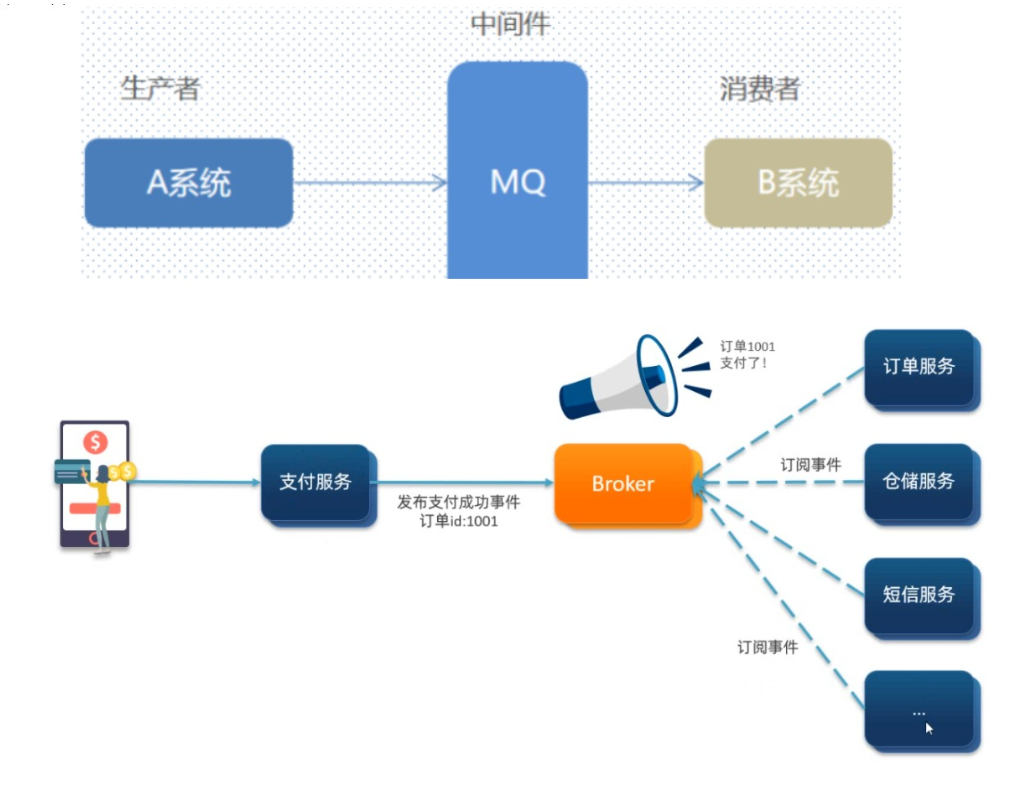 中间件
生产者
消费者
A系统
MQ
B系统
订单1001
支付了!
订单服务
支付服务
发布支付成功事件
订单id:1001
Broker
订阅事件
仓储服务
短信服务
订阅事件
...
$
$
$